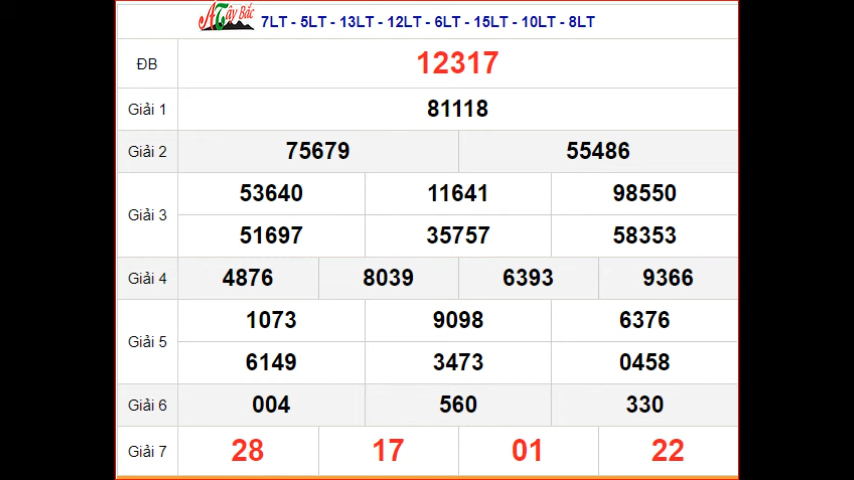 ATây Bắc 7LT - 5LT - 13LT - 12LT - 6LT - 15LT - 10LT - 8LT
ĐB 12317
Giải 1 81118
Giải 2 75679 55486
Giải 3 53640 11641 98550
51697 35757 58353
Giải 4 4876 8039 6393 9366
Giải 5 1073 9098 6376
6149 3473 0458
Giải 6 004 560 330
Giải 7 28 17 01 22